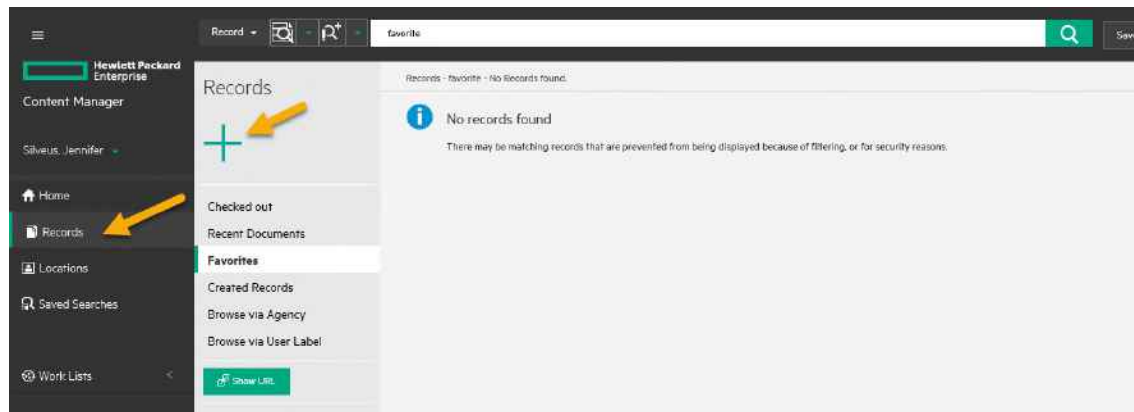 Record
favorite
Save
Hewlett Packard
Enterprise
Content Manager
Silveus, Jennifer
Home
Records
Locations
Saved Searches
Work Lists
Records
Checked out
Recent Documents
Favorites
Created Records
Browse via Agency
Browse via User Label
Show URL
Records - favorite - No Records found.
No records found
There may be matching records that are prevented from being displayed because of filtering, or for security reasons.